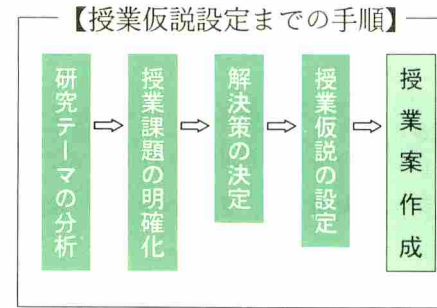 【授業仮説設定までの手順】
研究テーマの分析
⇨
授業課題の明確化
⇨
解決策の決定
⇨
授業仮説の設定
⇨
授業案作成